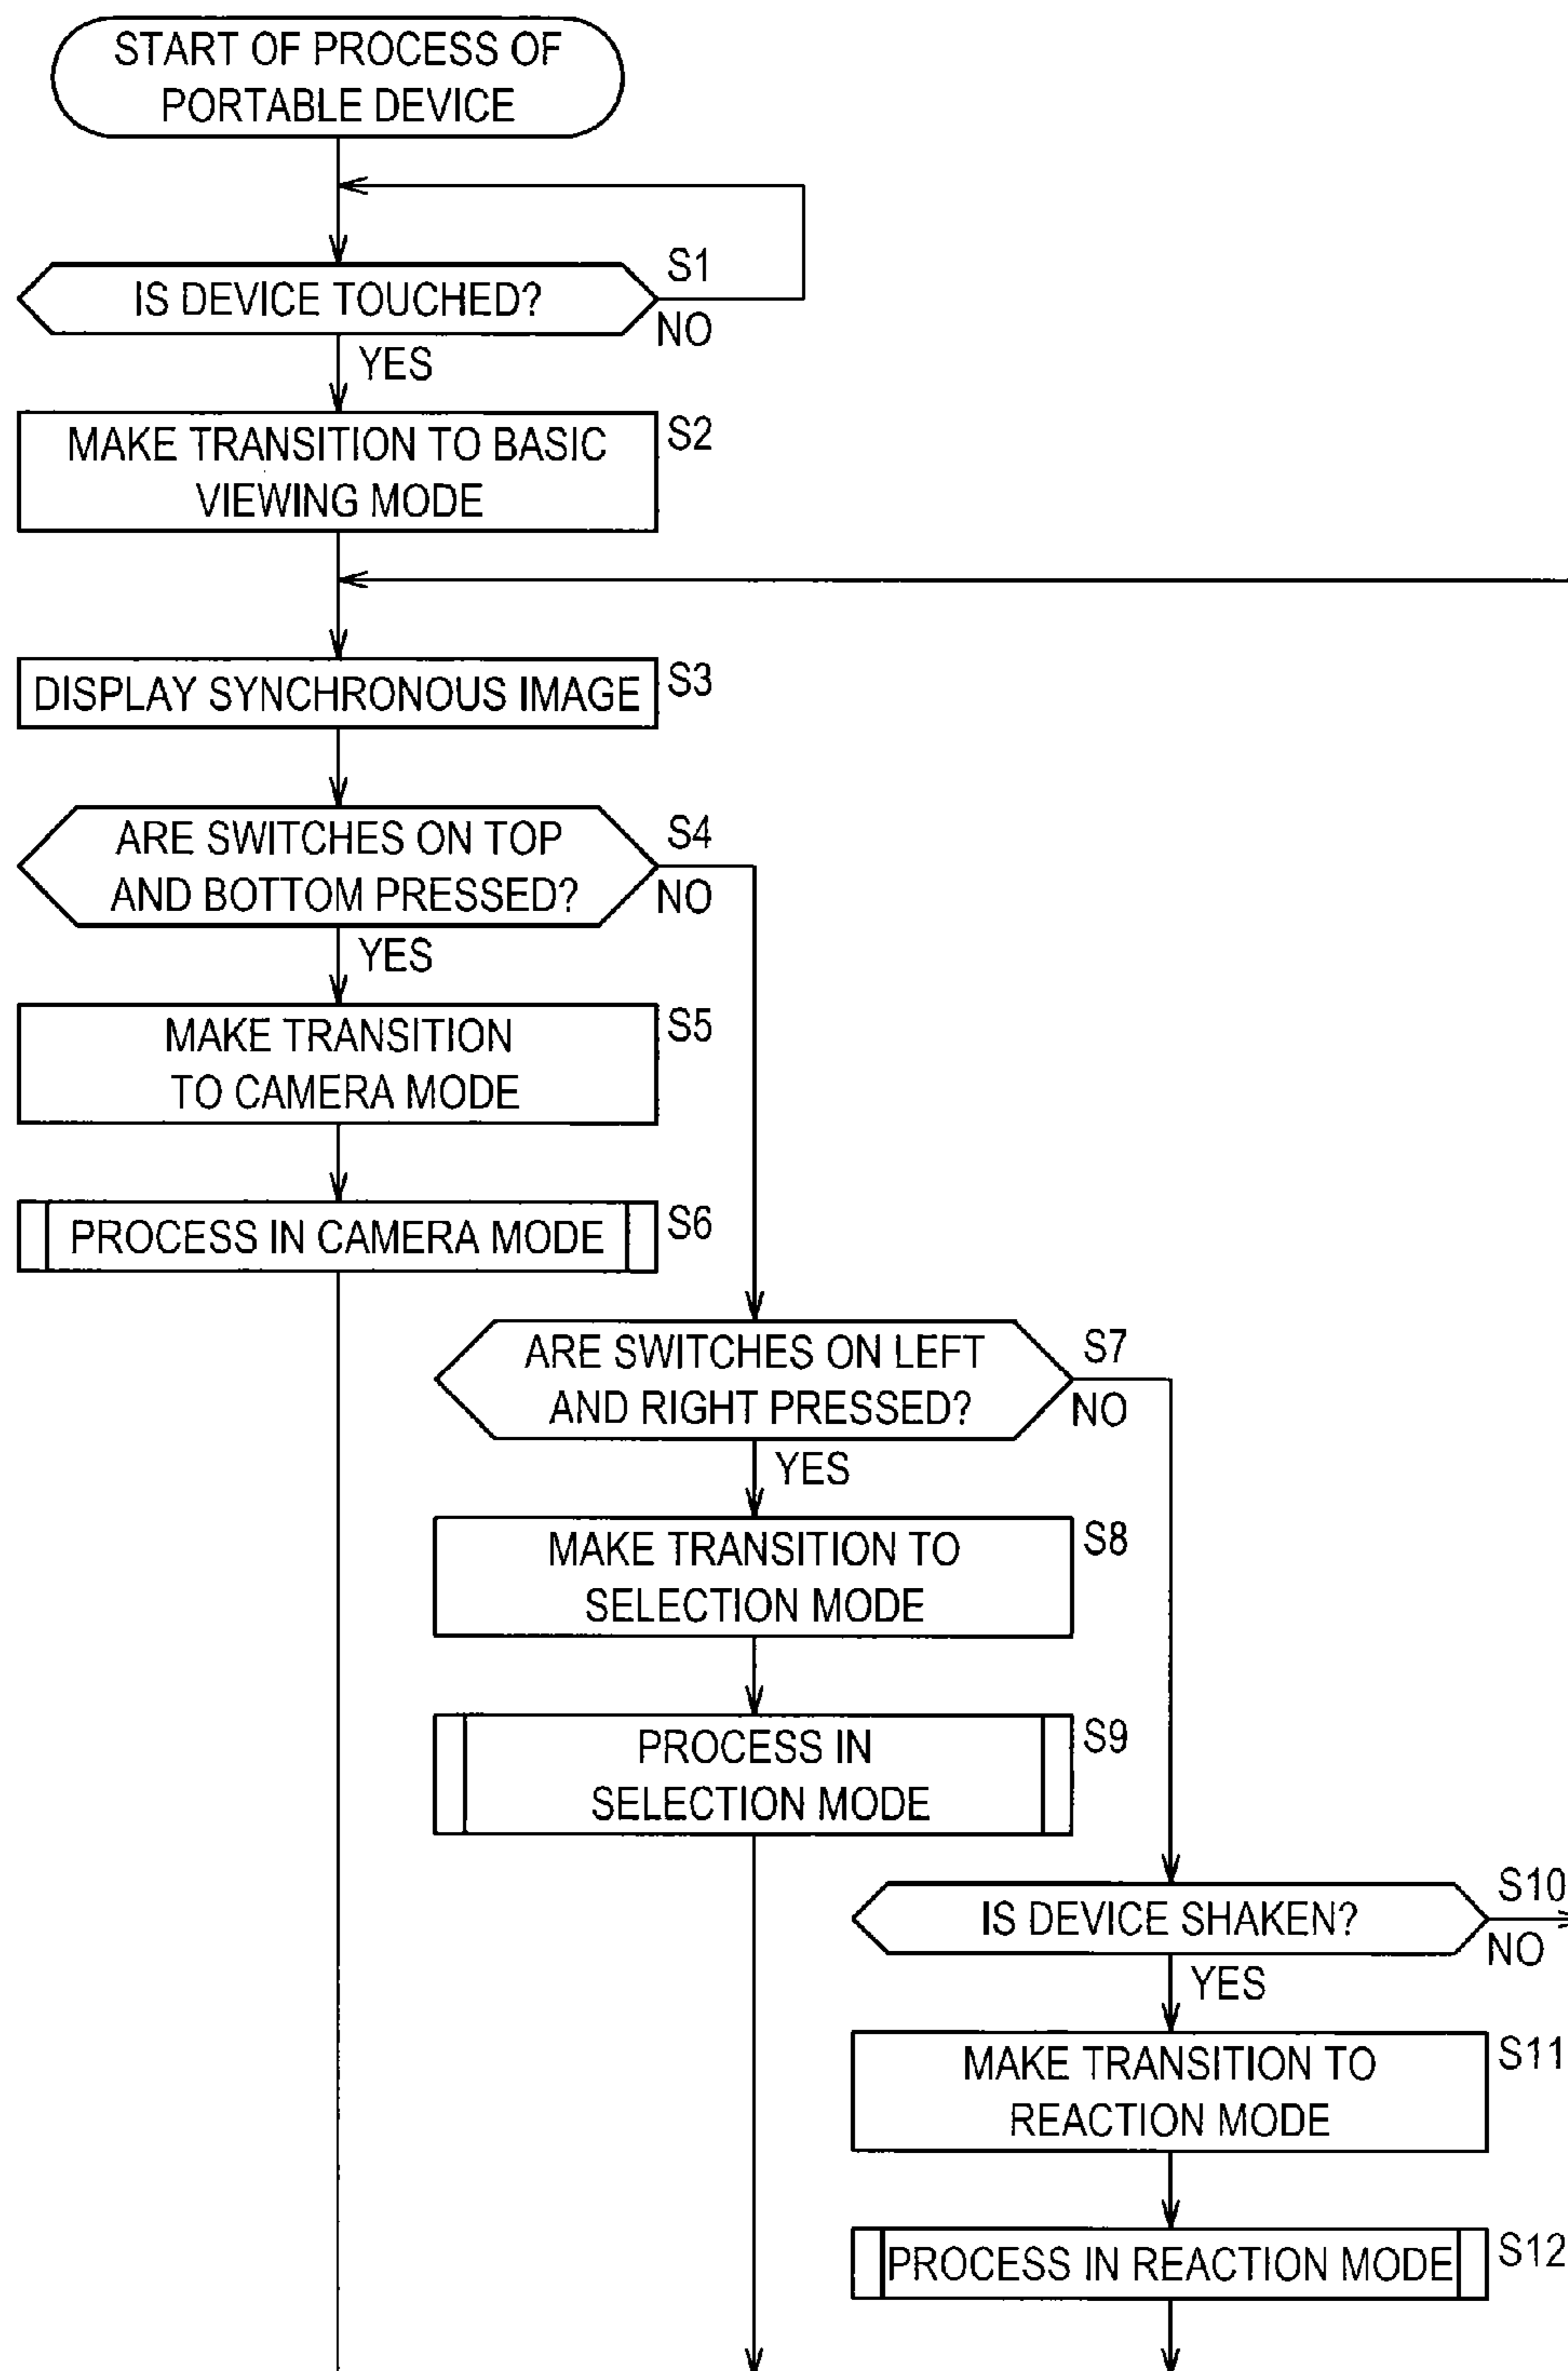 START OF PROCESS OF
PORTABLE DEVICE
S1
IS DEVICE TOUCHED?
NO
YES
S2
MAKE TRANSITION TO BASIC
VIEWING MODE
S3
DISPLAY SYNCHRONOUS IMAGE
S4
ARE SWITCHES ON TOP
AND BOTTOM PRESSED?
NO
YES
S5
MAKE TRANSITION
TO CAMERA MODE
S6
PROCESS IN CAMERA MODE
S7
ARE SWITCHES ON LEFT
AND RIGHT PRESSED?
NO
YES
S8
MAKE TRANSITION TO
SELECTION MODE
S9
PROCESS IN
SELECTION MODE
S10
IS DEVICE SHAKEN?
NO
YES
S11
MAKE TRANSITION TO
REACTION MODE
S12
PROCESS IN REACTION MODE